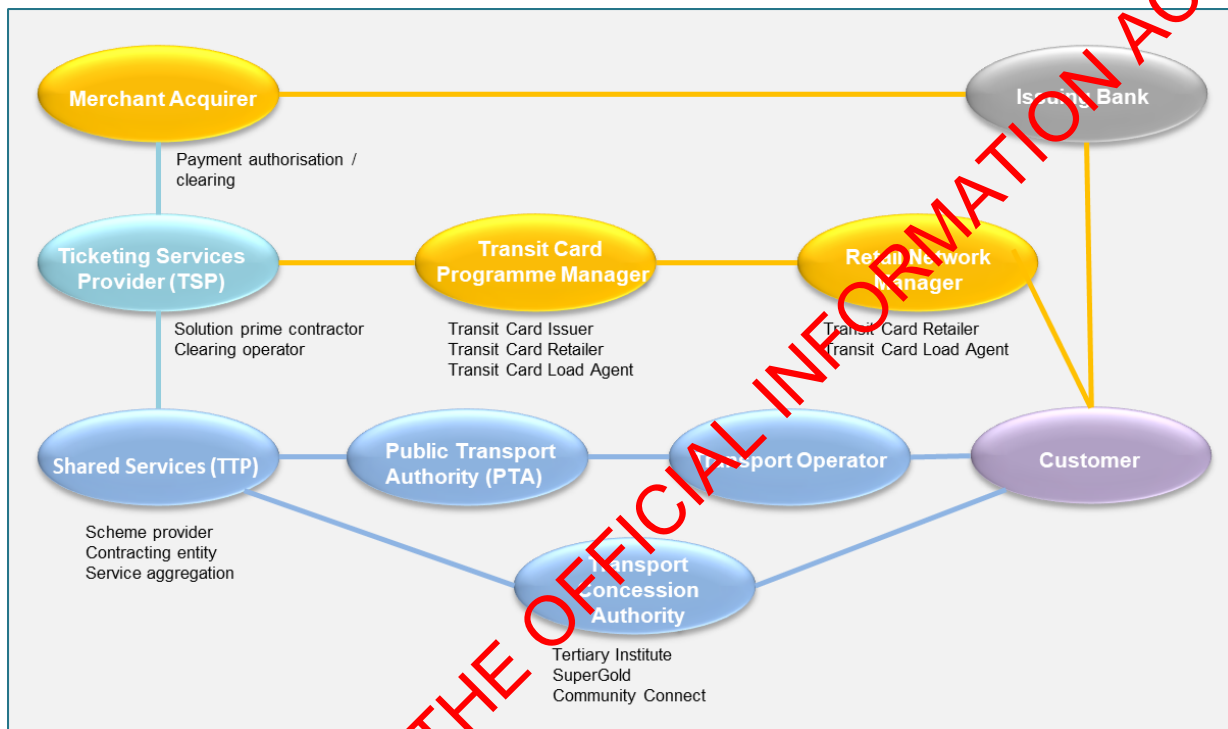 Merchant Acquirer
Issuing Bank
Payment authorisation /
clearing
Ticketing Services
Provider (TSP)
Transit Card
Programme Manager
Retail Network
Manager
Solution prime contractor
Clearing operator
Transit Card Issuer
Transit Card Retailer
Transit Card Load Agent
Transit Card Retailer
Transit Card Load Agent
Shared Services (TTP)
Public Transport
Authority (PTA)
Transport Operator
Customer
Scheme provider
Contracting entity
Service aggregation
Transport
Concession
Authority
Tertiary Institute
SuperGold
Community Connect
THE OFFICIAL INFORMATION